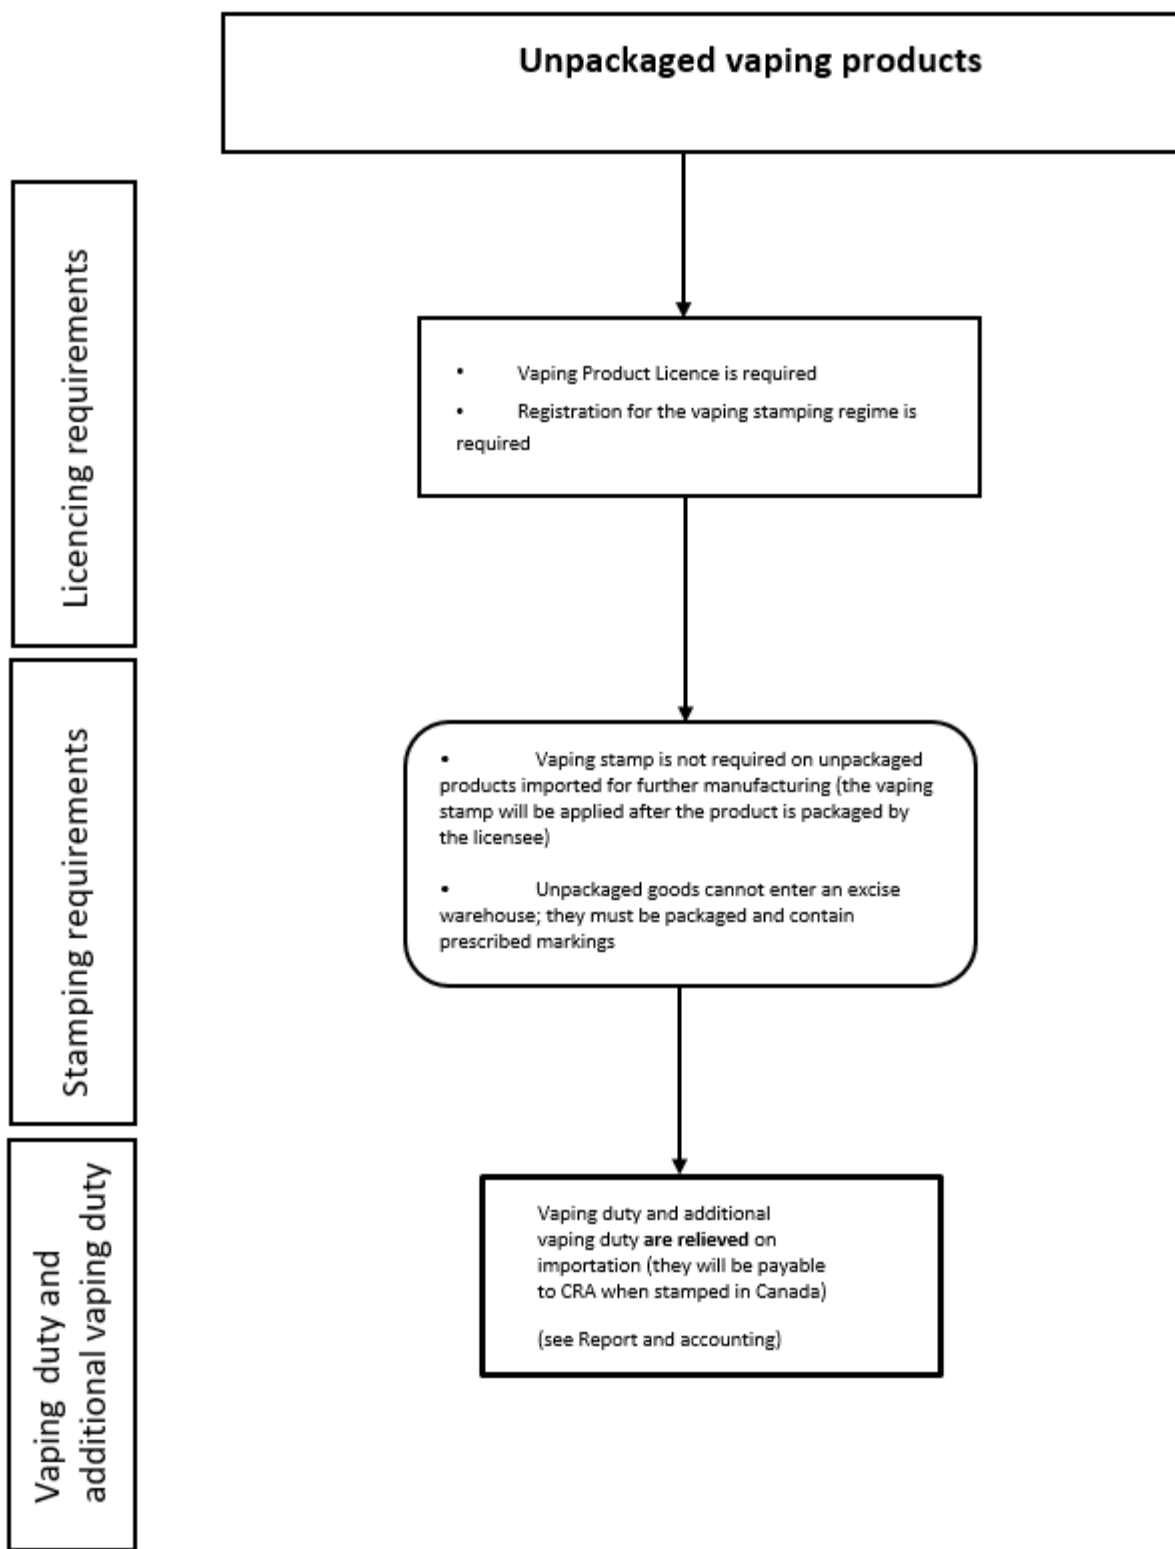 Unpackaged vaping products
Licencing requirements
• Vaping Product Licence is required
• Registration for the vaping stamping regime is
required
Stamping requirements
• Vaping stamp is not required on unpackaged
products imported for further manufacturing (the vaping
stamp will be applied after the product is packaged by
the licensee)
• Unpackaged goods cannot enter an excise
warehouse; they must be packaged and contain
prescribed markings
Vaping duty and
additional vaping duty
Vaping duty and additional
vaping duty are relieved on
importation (they will be payable
to CRA when stamped in Canada)
(see Report and accounting)